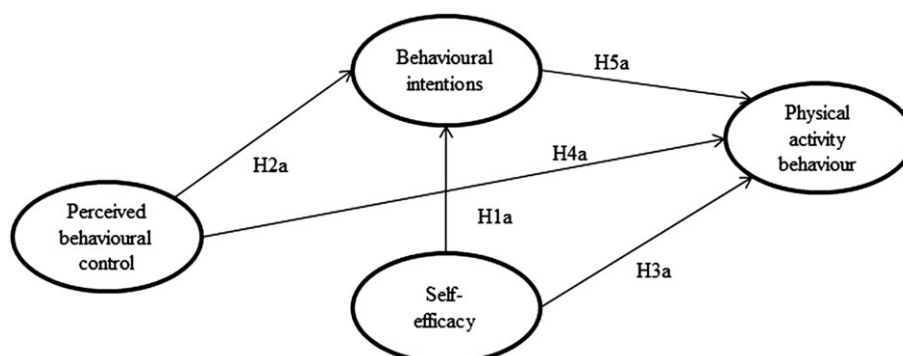 Behavioural
intentions
H5a
Physical
activity
behaviour
H4a
H2a
Perceived
behavioural
control
H1a
H3a
Self-
efficacy